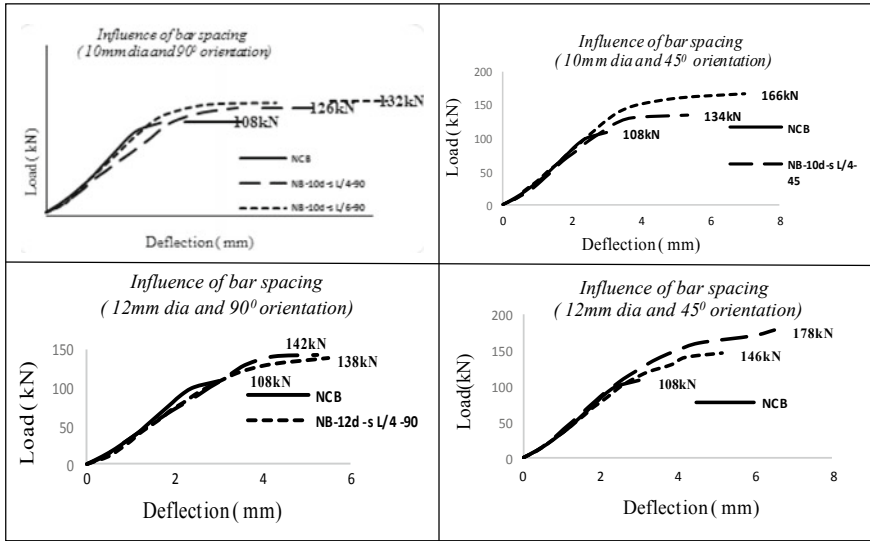 Influence of bar spacing
( 10mm dia and 90⁰ orientation)
Load ( kN)
132kN
126kN
108kN
NCB
NB-10d-s L/4-90
NB-10d-s L/6-90
Deflection ( mm)
Influence of bar spacing
( 10mm dia and 45⁰ orientation)
Load ( kN)
200
150
100
50
0
0 2 4 6 8
166kN
134kN
108kN
NCB
NB-10d-s L/4-
45
Deflection ( mm)
Influence of bar spacing
( 12mm dia and 90⁰ orientation)
Load ( kN)
150
100
50
0
0 2 4 6
142kN
138kN
108kN
NCB
NB-12d -s L/4 -90
Deflection ( mm)
Influence of bar spacing
( 12mm dia and 45⁰ orientation)
Load(kN)
200
150
100
50
0
0 2 4 6 8
178kN
146kN
108kN
NCB
Deflection ( mm)